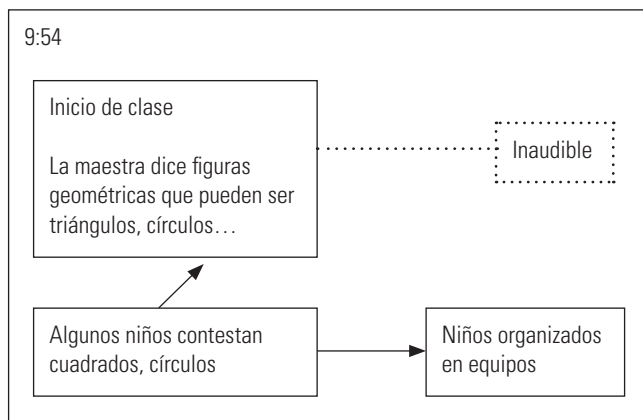 9:54
Inicio de clase
La maestra dice figuras
geométricas que pueden ser
triángulos, círculos…
Inaudible
Algunos niños contestan
cuadrados, círculos
Niños organizados
en equipos